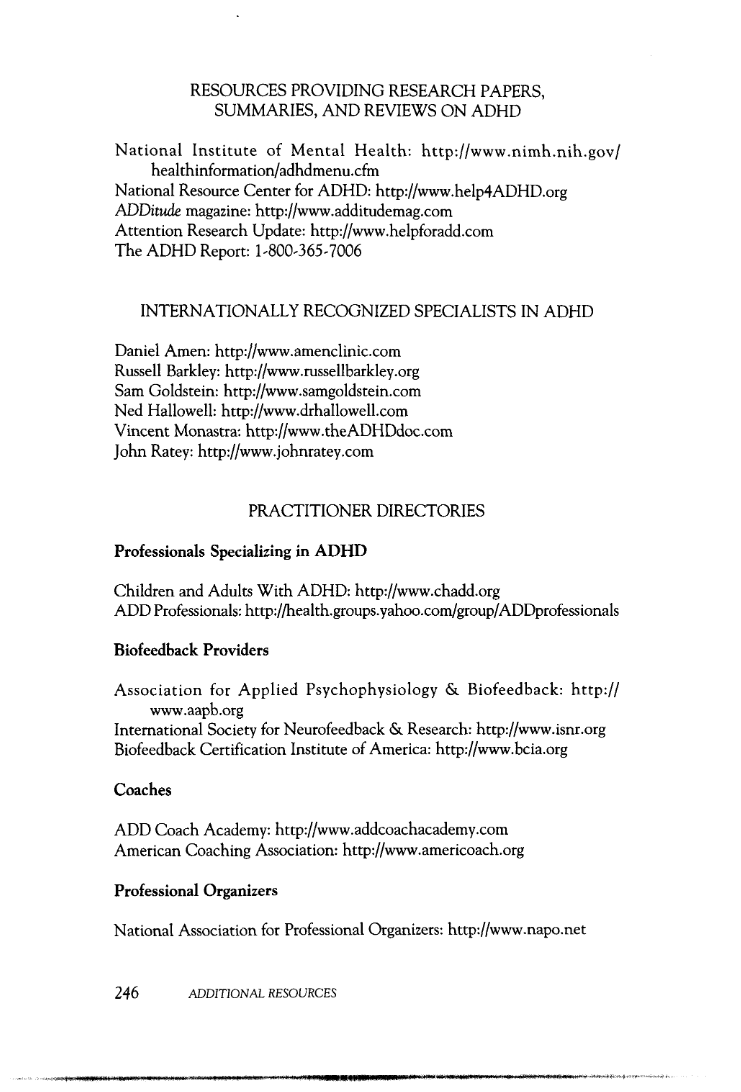 RESOURCES PROVIDING RESEARCH PAPERS,
SUMMARIES, AND REVIEWS ON ADHD
National Institute of Mental Health: http://www.nimh.nih.gov/
healthinformation/adhdmenu.cfm
National Resource Center for ADHD: http://www.help4ADHD.org
ADDitude magazine: http://www.additudemag.com
Attention Research Update: http://www.helpforadd.com
The ADHD Report: 1-800-365-7006
INTERNATIONALLY RECOGNIZED SPECIALISTS IN ADHD
Daniel Amen: http://www.amenclinic.com
Russell Barkley: http://www.russellbarkley.org
Sam Goldstein: http://www.samgoldstein.com
Ned Hallowell: http://www.drhallowell.com
Vincent Monastra: http://www.theADHDdoc.com
John Ratey: http://www.johnratey.com
PRACTITIONER DIRECTORIES
Professionals Specializing in ADHD
Children and Adults With ADHD: http://www.chadd.org
ADD Professionals: http://health.groups.yahoo.com/group/ADDprofessionals
Biofeedback Providers
Association for Applied Psychophysiology & Biofeedback: http://
www.aapb.org
International Society for Neurofeedback & Research: http://www.isnr.org
Biofeedback Certification Institute of America: http://www.bcia.org
Coaches
ADD Coach Academy: http://www.addcoachacademy.com
American Coaching Association: http://www.americoach.org
Professional Organizers
National Association for Professional Organizers: http://www.napo.net
246 ADDITIONAL RESOURCES